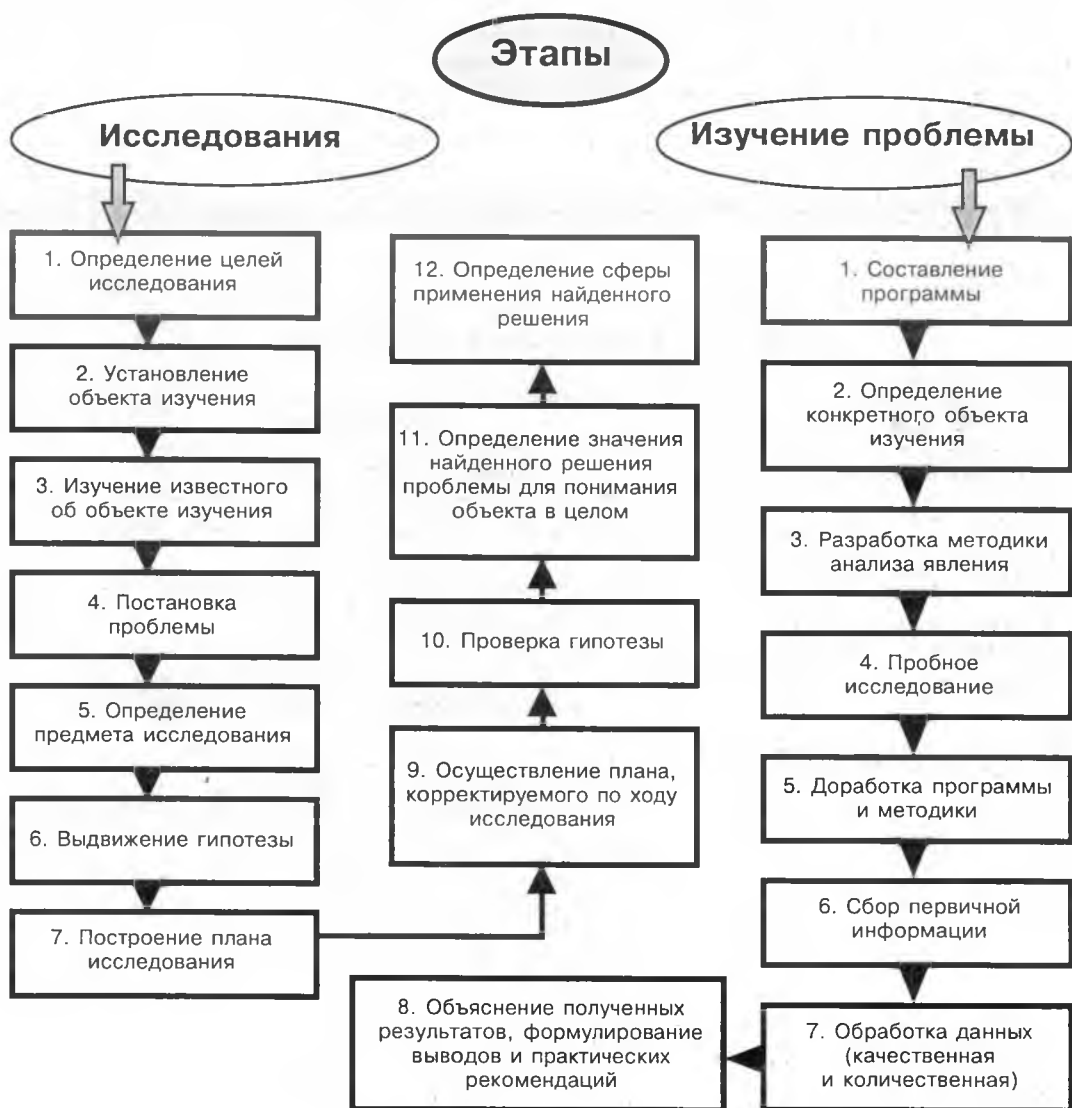 Этапы
Исследования
1. Определение целей
исследования
2. Установление
объекта изучения
3. Изучение известного
об объекте изучения
4. Постановка
проблемы
5. Определение
предмета исследования
6. Выдвижение гипотезы
7. Построение плана
исследования
9. Осуществление плана,
корректируемого по ходу
исследования
10. Проверка гипотезы
11. Определение значения
найденного решения
проблемы для понимания
объекта в целом
12. Определение сферы
применения найденного
решения
Изучение проблемы
1. Составление
программы
2. Определение
конкретного объекта
изучения
3. Разработка методики
анализа явления
4. Пробное
исследование
5. Доработка программы
и методики
6. Сбор первичной
информации
7. Обработка данных
(качественная
и количественная)
8. Объяснение полученных
результатов, формулирование
выводов и практических
рекомендаций